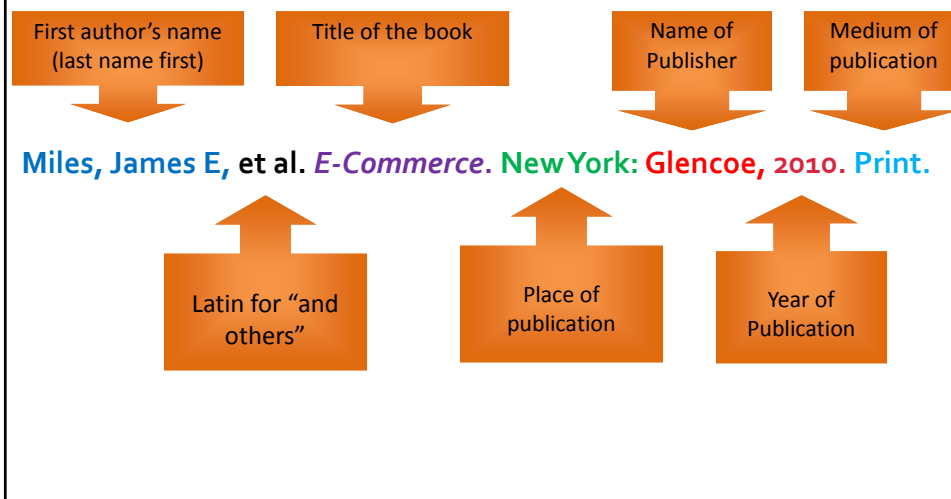 First author’s name
(last name first)
Title of the book
Name of
Publisher
Medium of
publication
Miles, James E, et al. E-Commerce. New York: Glencoe, 2010. Print.
Latin for “and
others”
Place of
publication
Year of
Publication